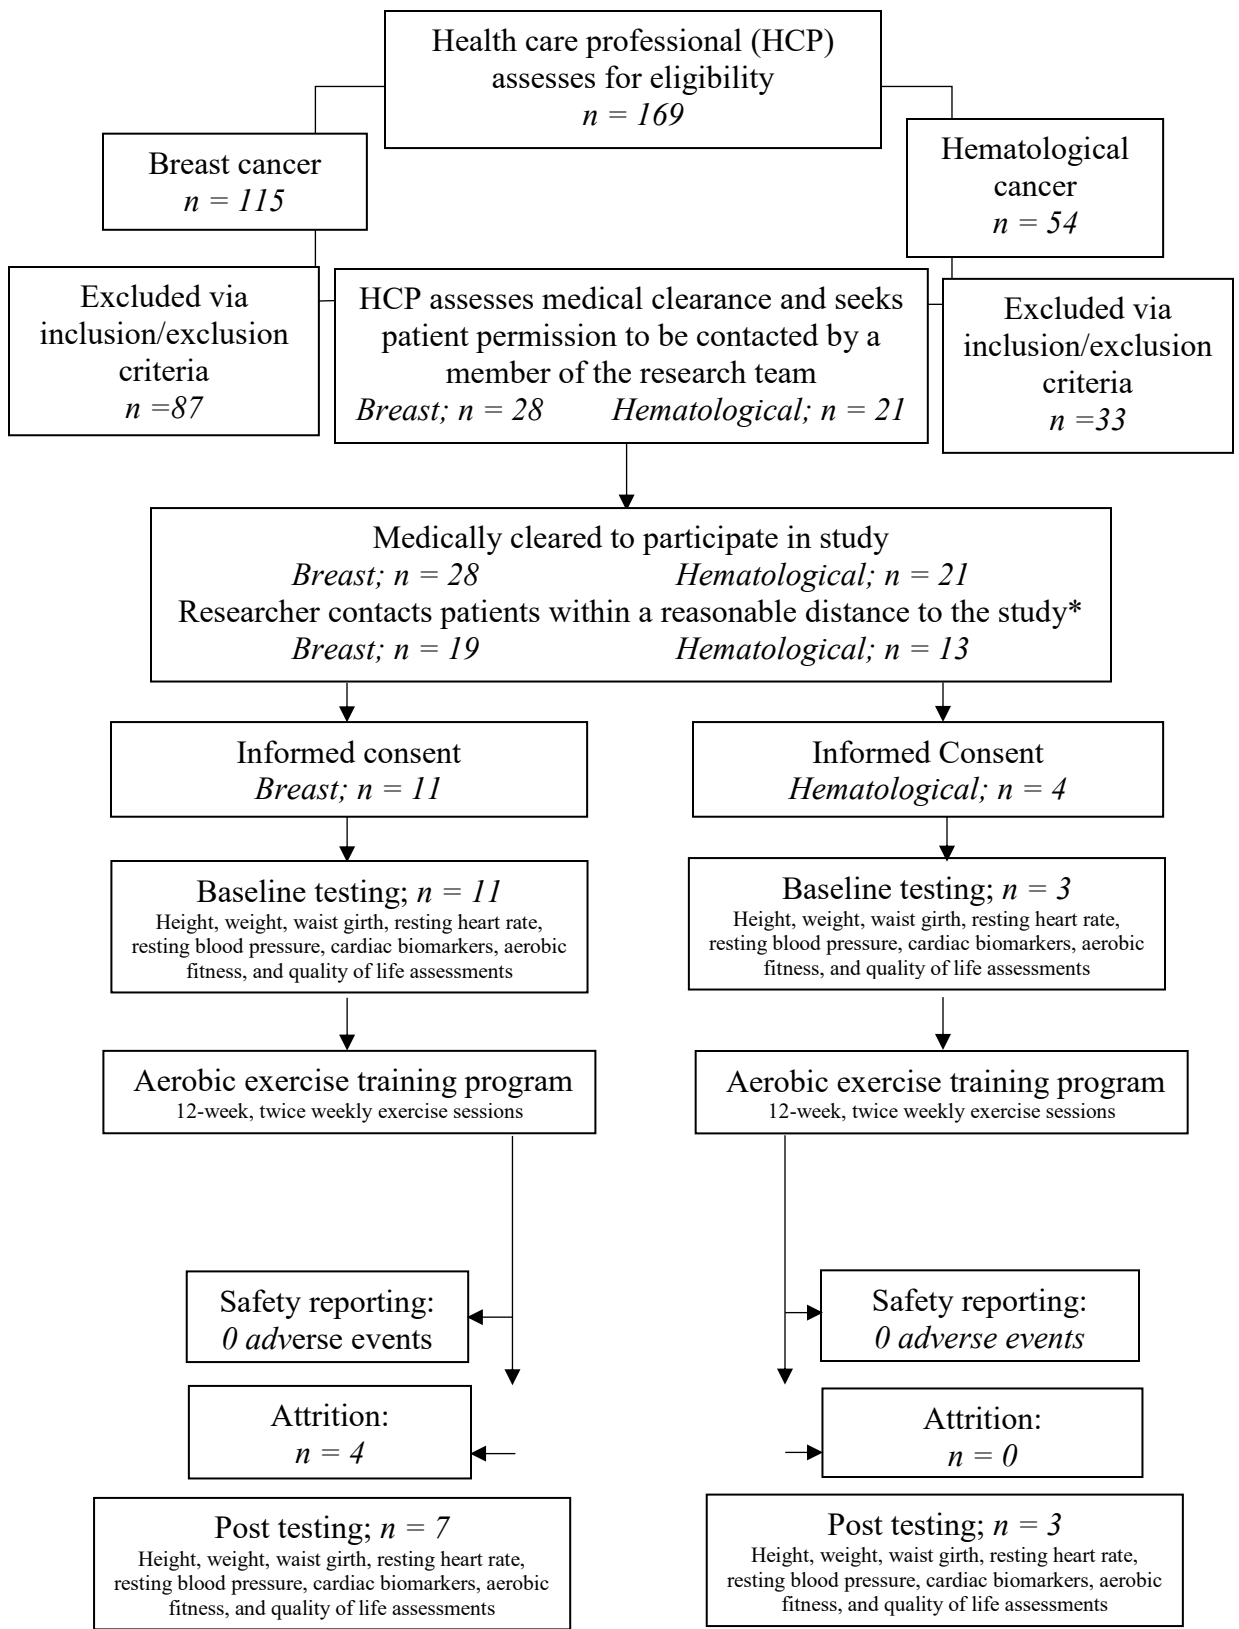 Health care professional (HCP)
assesses for eligibility
n = 169
Breast cancer
n = 115
Hematological
cancer
n = 54
Excluded via
inclusion/exclusion
criteria
n =87
HCP assesses medical clearance and seeks
patient permission to be contacted by a
member of the research team
Breast; n = 28 Hematological; n = 21
Excluded via
inclusion/exclusion
criteria
n =33
Medically cleared to participate in study
Breast; n = 28 Hematological; n = 21
Researcher contacts patients within a reasonable distance to the study*
Breast; n = 19 Hematological; n = 13
Informed consent
Breast; n = 11
Informed Consent
Hematological; n = 4
Baseline testing; n = 11
Height, weight, waist girth, resting heart rate,
resting blood pressure, cardiac biomarkers, aerobic
fitness, and quality of life assessments
Baseline testing; n = 3
Height, weight, waist girth, resting heart rate,
resting blood pressure, cardiac biomarkers, aerobic
fitness, and quality of life assessments
Aerobic exercise training program
12-week, twice weekly exercise sessions
Aerobic exercise training program
12-week, twice weekly exercise sessions
Safety reporting:
0 adverse events
Safety reporting:
0 adverse events
Attrition:
n = 4
Attrition:
n = 0
Post testing; n = 7
Height, weight, waist girth, resting heart rate,
resting blood pressure, cardiac biomarkers, aerobic
fitness, and quality of life assessments
Post testing; n = 3
Height, weight, waist girth, resting heart rate,
resting blood pressure, cardiac biomarkers, aerobic
fitness, and quality of life assessments